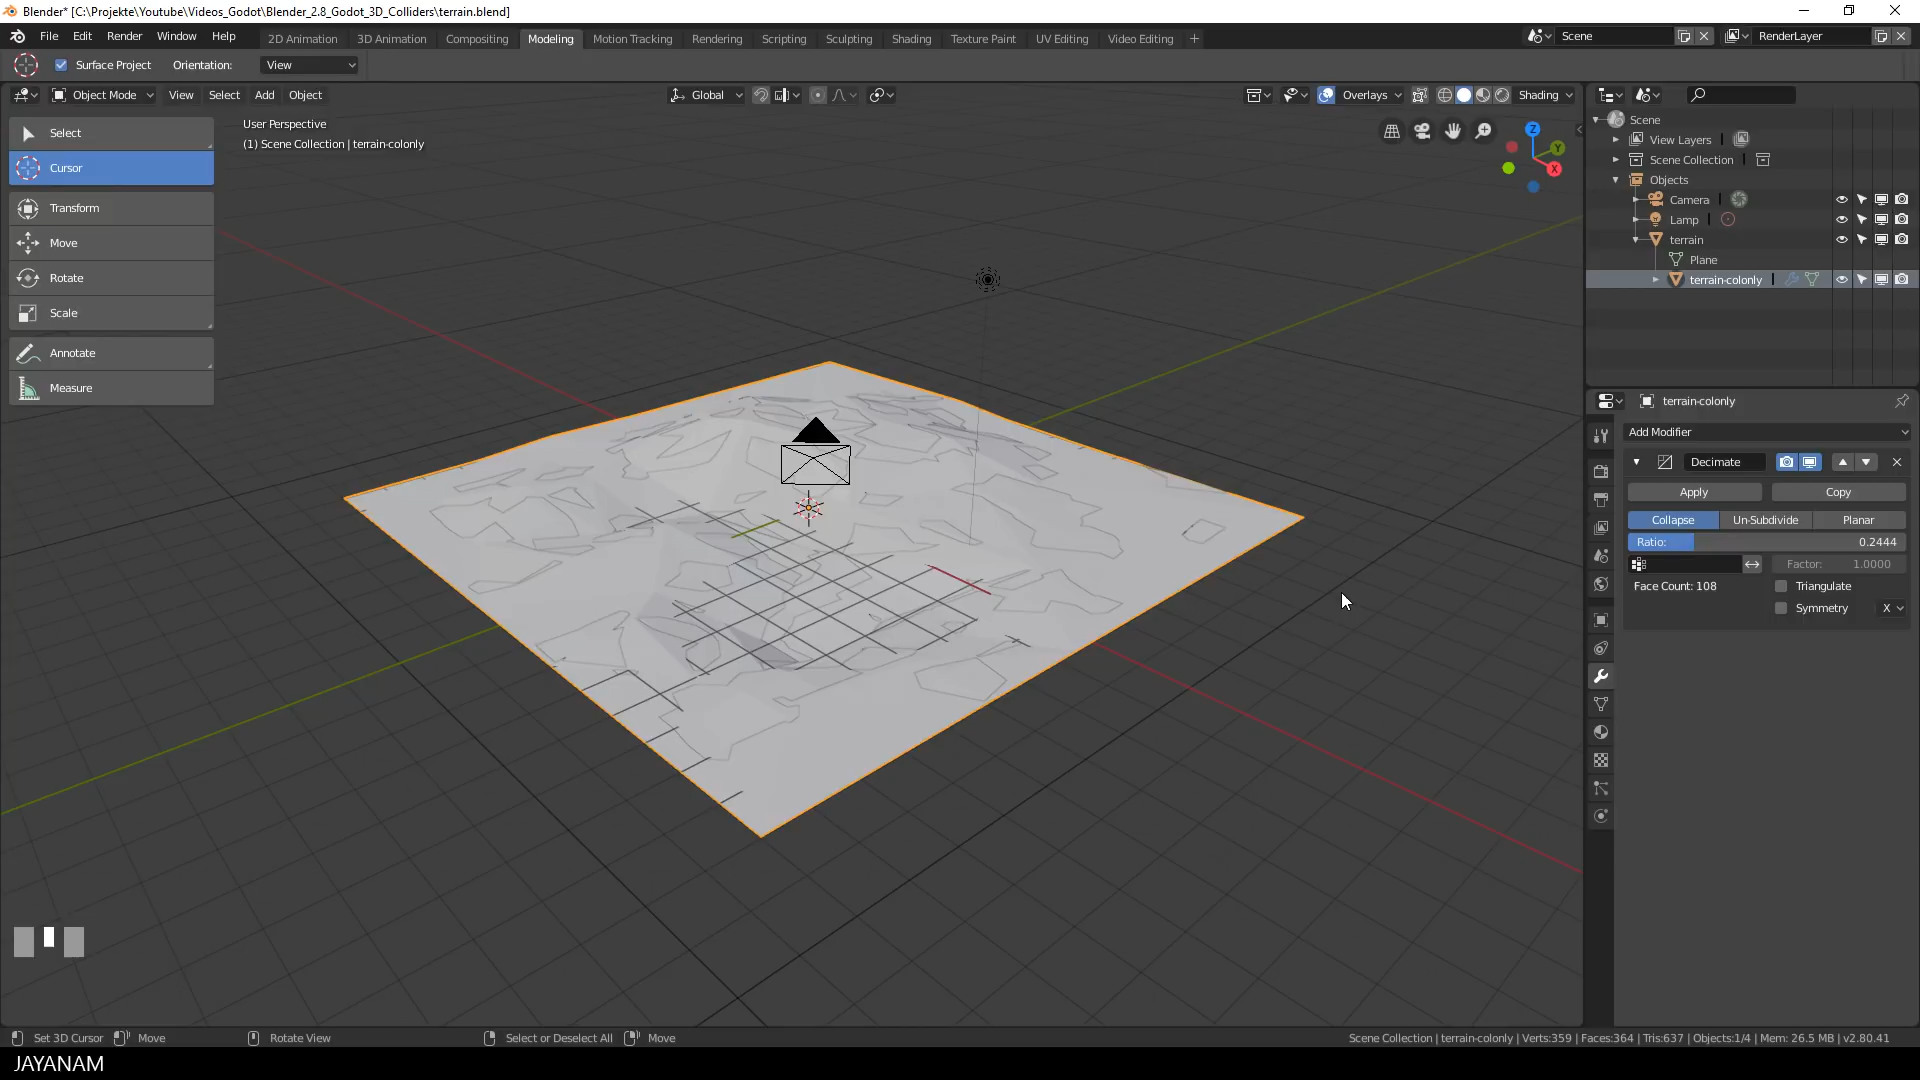 Blender* [C:\Projekte\Youtube\Videos_Godot\Blender_2.8_Godot_3D_Colliders\terrain.blend]
File Edit Render Window Help 2D Animation 3D Animation Compositing Modeling Motion Tracking Rendering Scripting Sculpting Shading Texture Paint UV Editing Video Editing + Scene RenderLayer
Surface Project Orientation: View
Object Mode View Select Add Object Global Overlays Shading
User Perspective
(1) Scene Collection | terrain-colonly
Select
Cursor
Transform
Move
Rotate
Scale
Annotate
Measure
Z
Y
X
Scene
View Layers
Scene Collection
Objects
Camera
Lamp
terrain
Plane
terrain-colonly
terrain-colonly
Add Modifier
Decimate
Apply Copy
Collapse Un-Subdivide Planar
Ratio: 0.2444
Factor: 1.0000
Face Count: 108 Triangulate
Symmetry X
Set 3D Cursor Move Rotate View Select or Deselect All Move Scene Collection | terrain-colonly | Verts:359 | Faces:364 | Tris:637 | Objects:1/4 | Mem: 26.5 MB | v2.80.41
JAYANAM